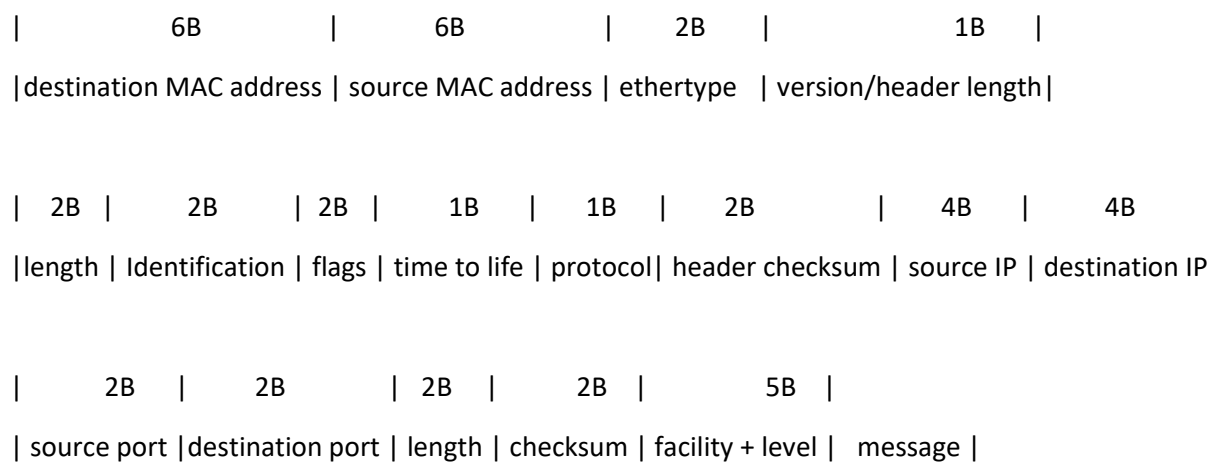 | 6B | 6B | 2B | 1B |
|destination MAC address | source MAC address | ethertype | version/header length|
| 2B | 2B | 2B | 1B | 1B | 2B | 4B | 4B
|length | Identification | flags | time to life | protocol| header checksum | source IP | destination IP
| 2B | 2B | 2B | 2B | 5B |
| source port |destination port | length | checksum | facility + level | message |